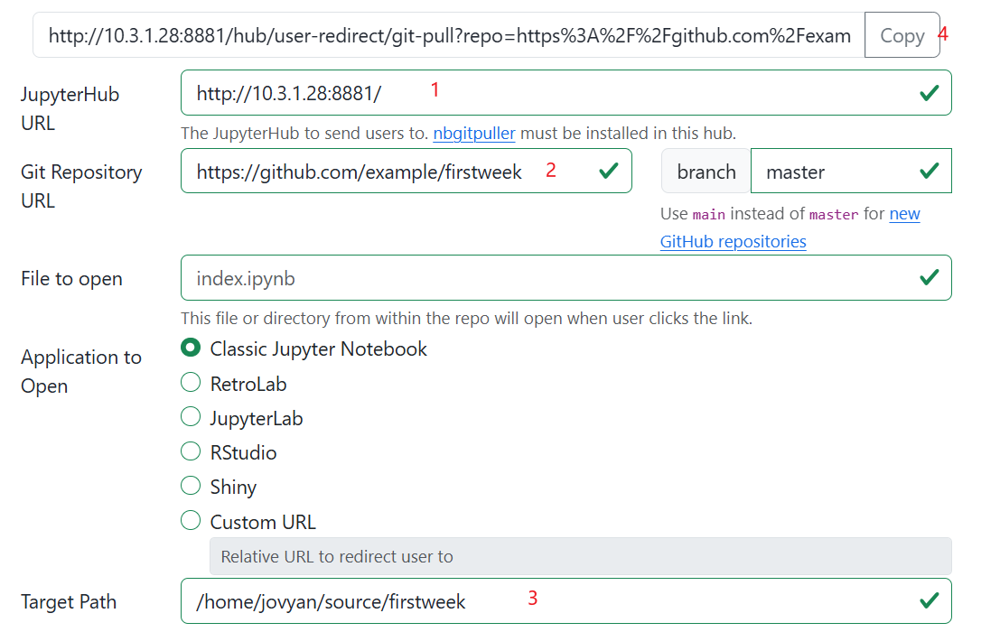 http://10.3.1.28:8881/hub/user-redirect/git-pull?repo=https%3A%2F%2Fgithub.com%2Fexam Copy 4
JupyterHub URL
http://10.3.1.28:8881/ 1
The JupyterHub to send users to. nbgitpuller must be installed in this hub.
Git Repository URL
https://github.com/example/firstweek 2
branch master
Use main instead of master for new
GitHub repositories
File to open
index.ipynb
This file or directory from within the repo will open when user clicks the link.
Application to Open
Classic Jupyter Notebook
RetroLab
JupyterLab
RStudio
Shiny
Custom URL
Relative URL to redirect user to
Target Path
/home/jovyan/source/firstweek 3